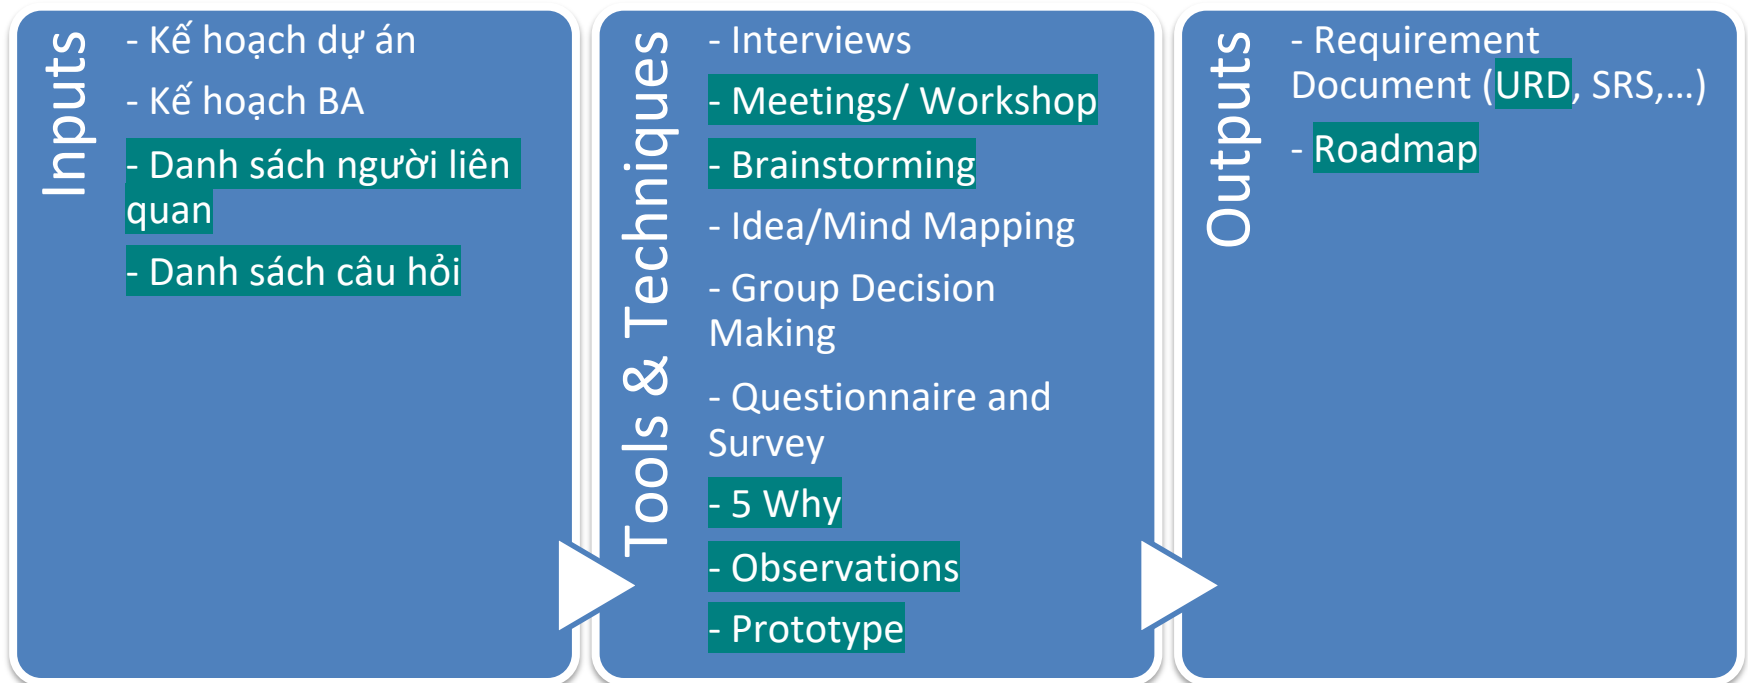 Inputs
- Kế hoạch dự án
- Kế hoạch BA
- Danh sách người liên
quan
- Danh sách câu hỏi
Tools & Techniques
- Interviews
- Meetings/ Workshop
- Brainstorming
- Idea/Mind Mapping
- Group Decision
Making
- Questionnaire and
Survey
- 5 Why
- Observations
- Prototype
Outputs
- Requirement
Document (URD, SRS,...)
- Roadmap